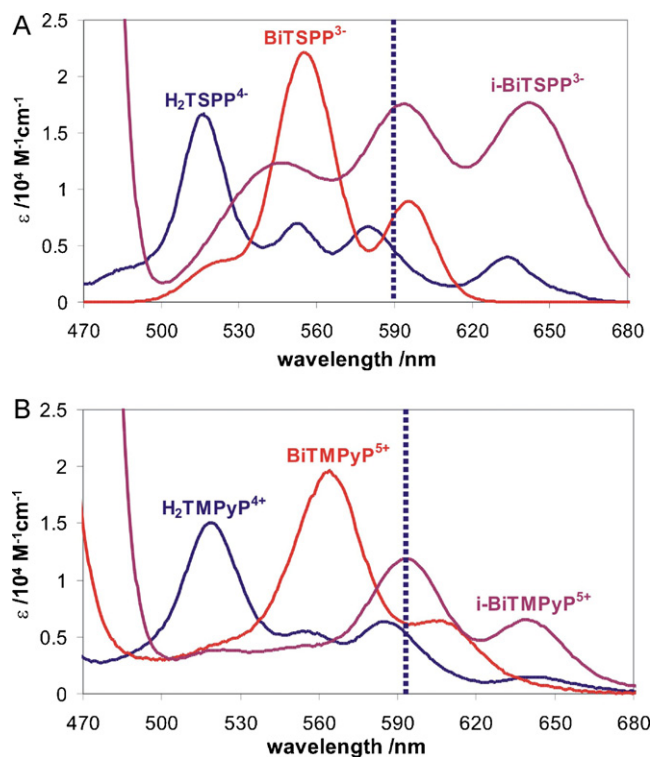 A
BiTSPP³⁻
H₂TSPP⁴⁻
i-BiTSPP³⁻
ε /10⁴ M⁻¹cm⁻¹
2.5
2
1.5
1
0.5
0
470 500 530 560 590 620 650 680
wavelength /nm
B
BiTMPyP⁵⁺
H₂TMPyP⁴⁺
i-BiTMPyP⁵⁺
ε /10⁴ M⁻¹cm⁻¹
2.5
2
1.5
1
0.5
0
470 500 530 560 590 620 650 680
wavelength /nm